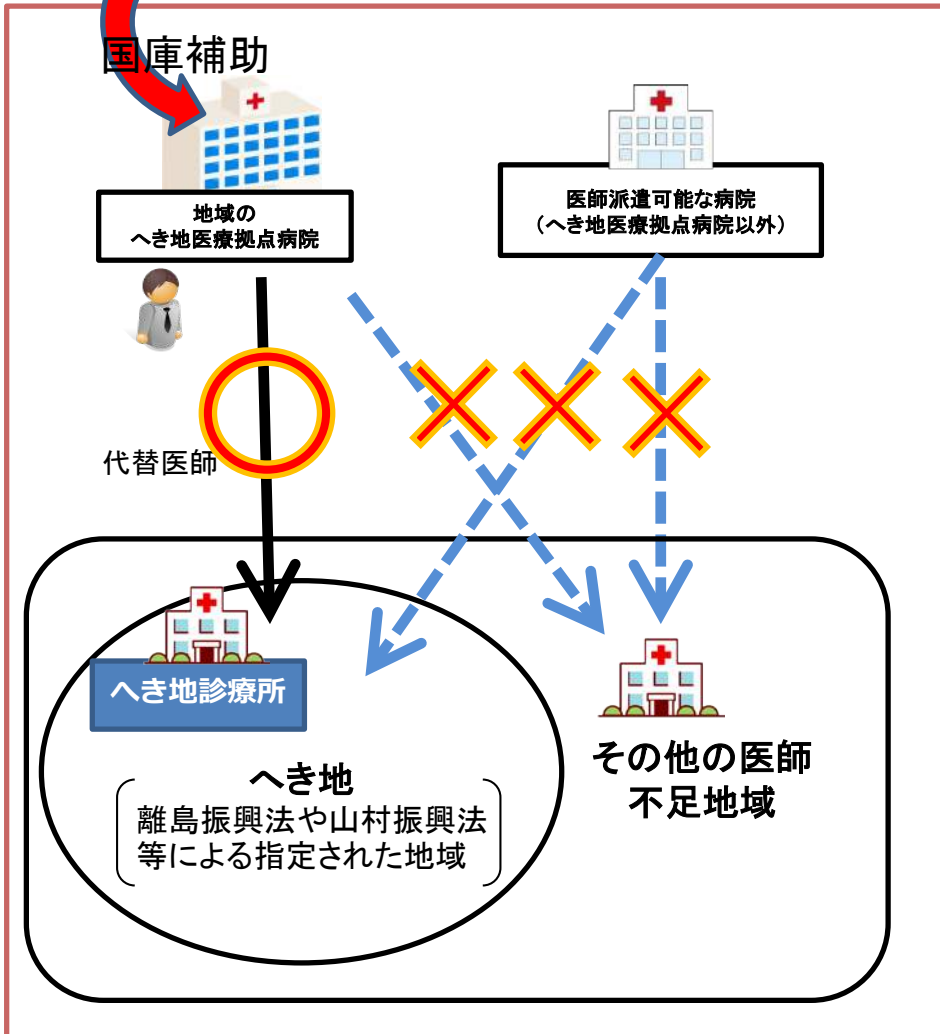 国庫補助
地域の
へき地医療拠点病院
医師派遣可能な病院
(へき地医療拠点病院以外)
代替医師
へき地診療所
へき地
離島振興法や山村振興法
等による指定された地域
その他の医師
不足地域